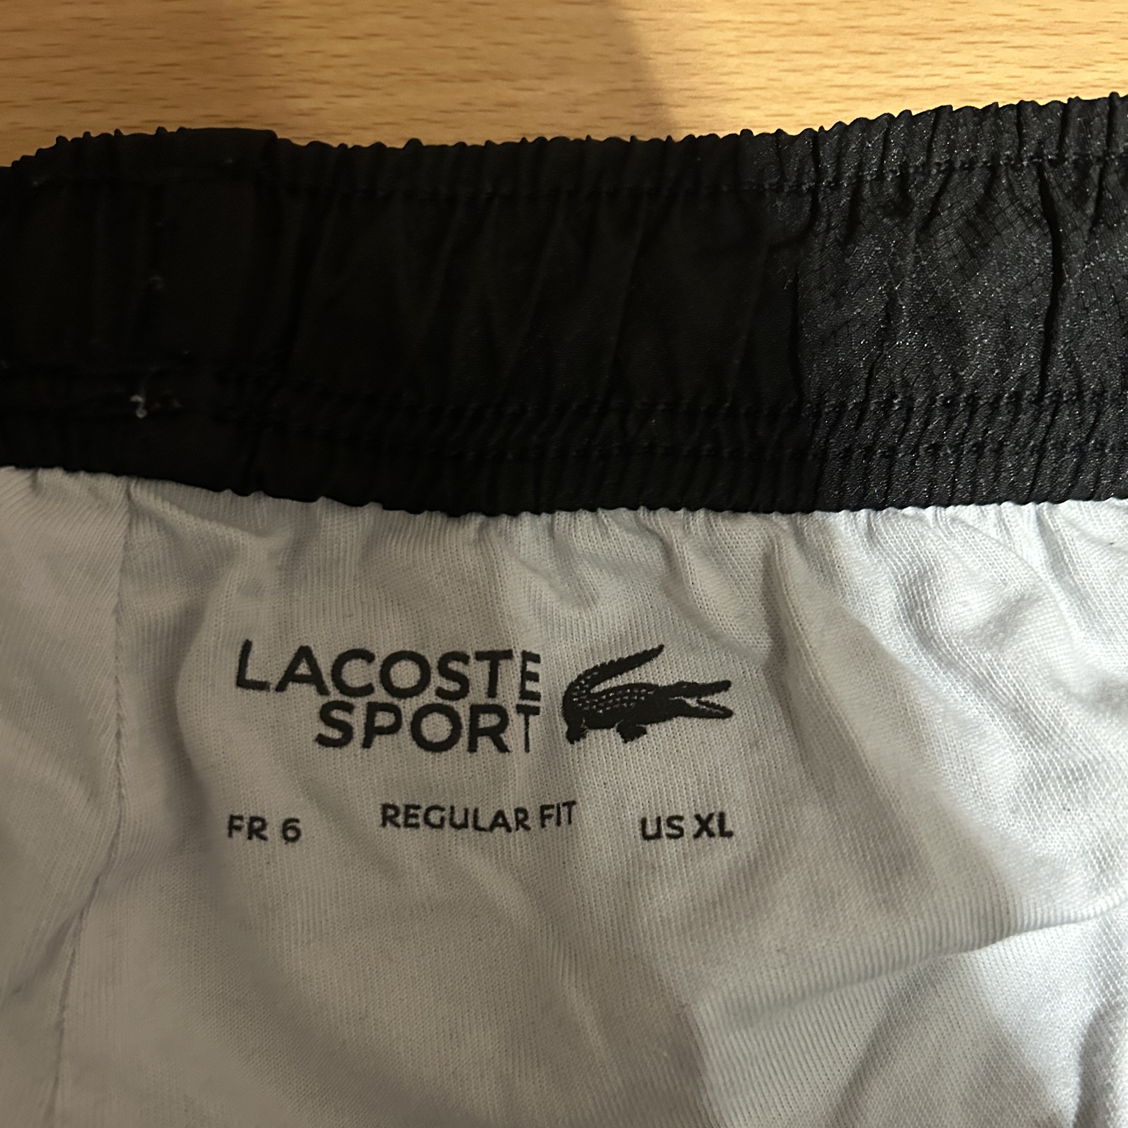 LACOSTE
SPORT
FR 6 REGULAR FIT US XL